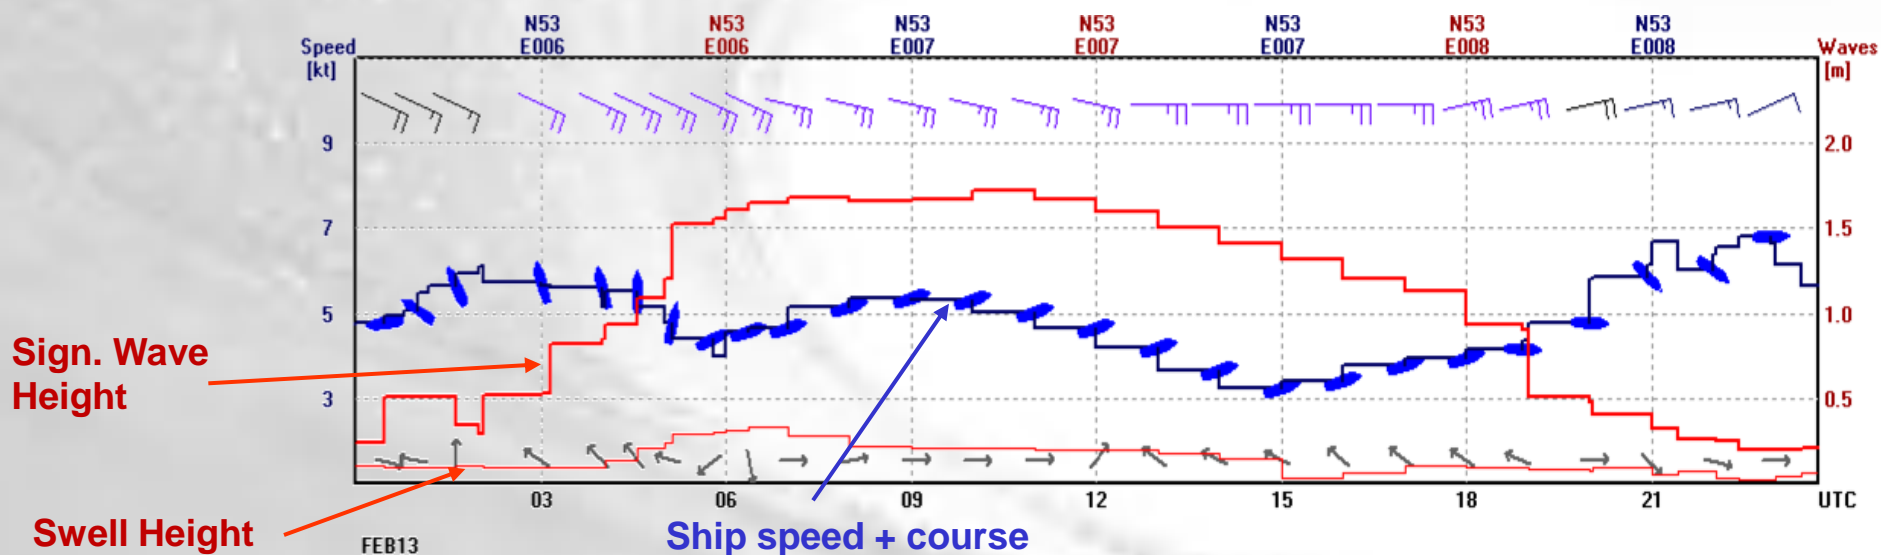 N53 N53 N53 N53 N53 N53 N53
Speed E006 E006 E007 E007 E007 E008 E008 Waves
[kt] [m]
9 2.0
7 1.5
5 1.0
Sign. Wave
Height
3 0.5
03 06 09 12 15 18 21 UTC
Swell Height
Ship speed + course
FEB13